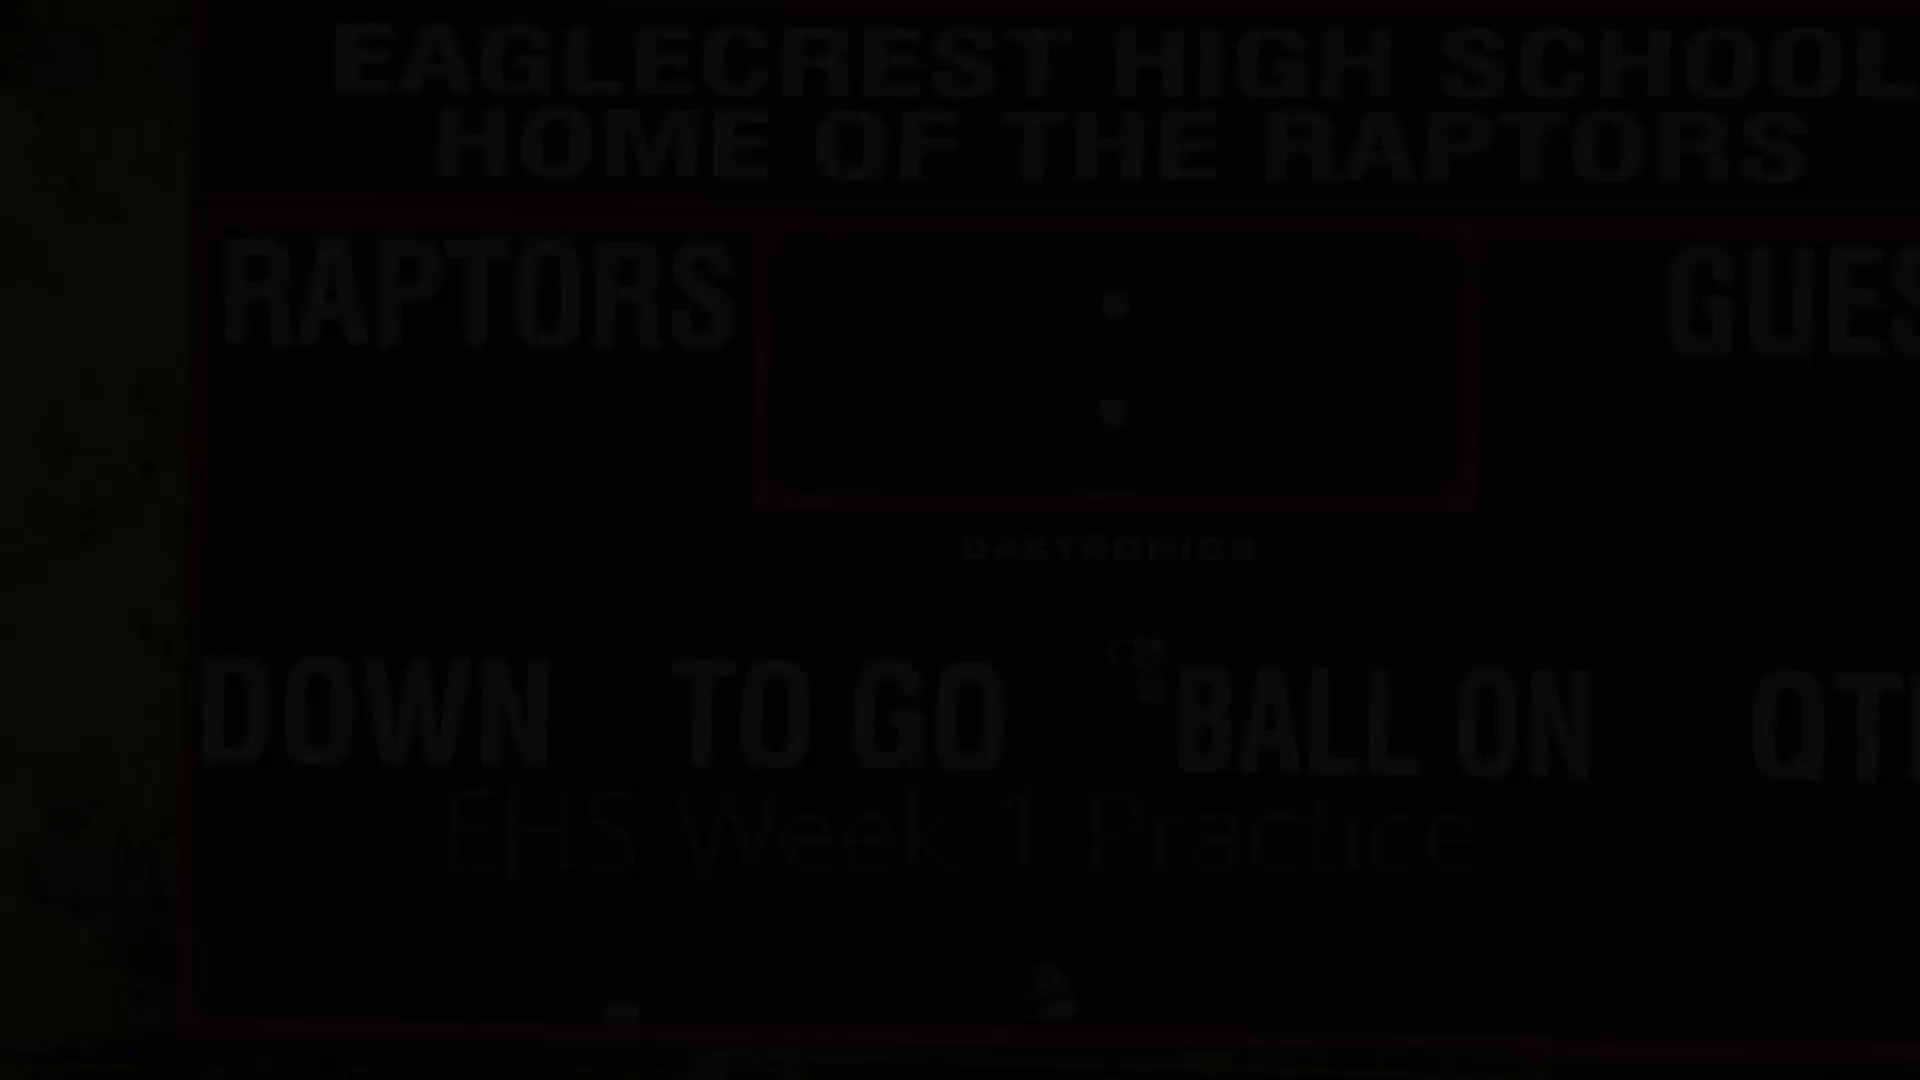 EAGLECREST HIGH SCHOOL
HOME OF THE RAPTORS
RAPTORS
GUES
DAKTRONICS
DOWN TO GO BALL ON QT
EHS Week 1 Practice